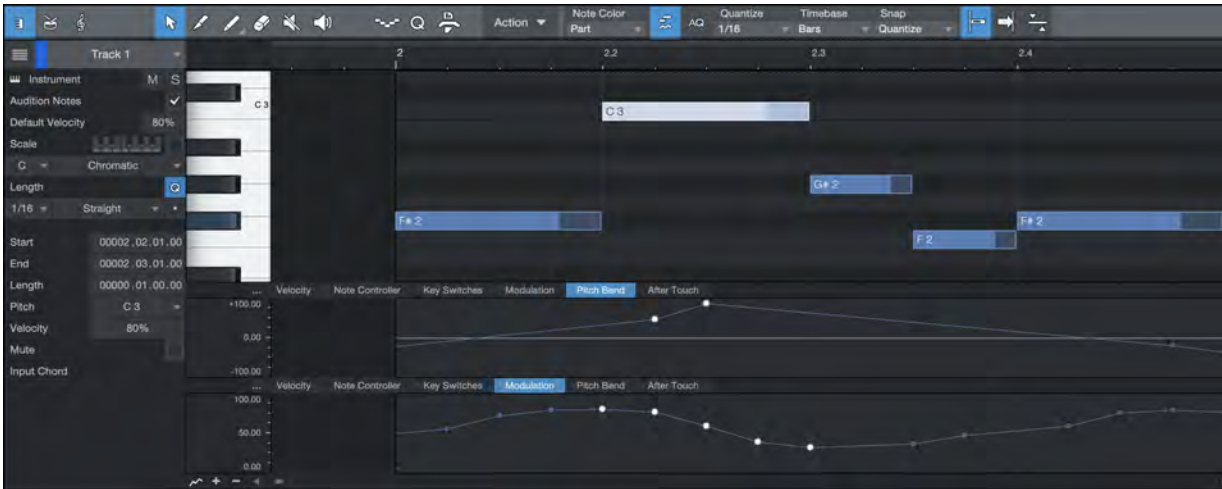 Action
Note Color
Part
AQ
Quantize
1/16
Timebase
Bars
Snap
Quantize
Track 1
2
2.2
2.3
2.4
Instrument M S
Audition Notes
Default Velocity 80%
Scale
C Chromatic
Length Q
1/16 Straight
Start 00002.02.01.00
End 00002.03.01.00
Length 00000.01.00.00
Pitch C 3
Velocity 80%
Mute
Input Chord
C 3
C 3
G# 2
F# 2
F# 2
F 2
... Velocity Note Controller Key Switches Modulation Pitch Bend After Touch
+100.00
0.00
-100.00
... Velocity Note Controller Key Switches Modulation Pitch Bend After Touch
100.00
50.00
0.00